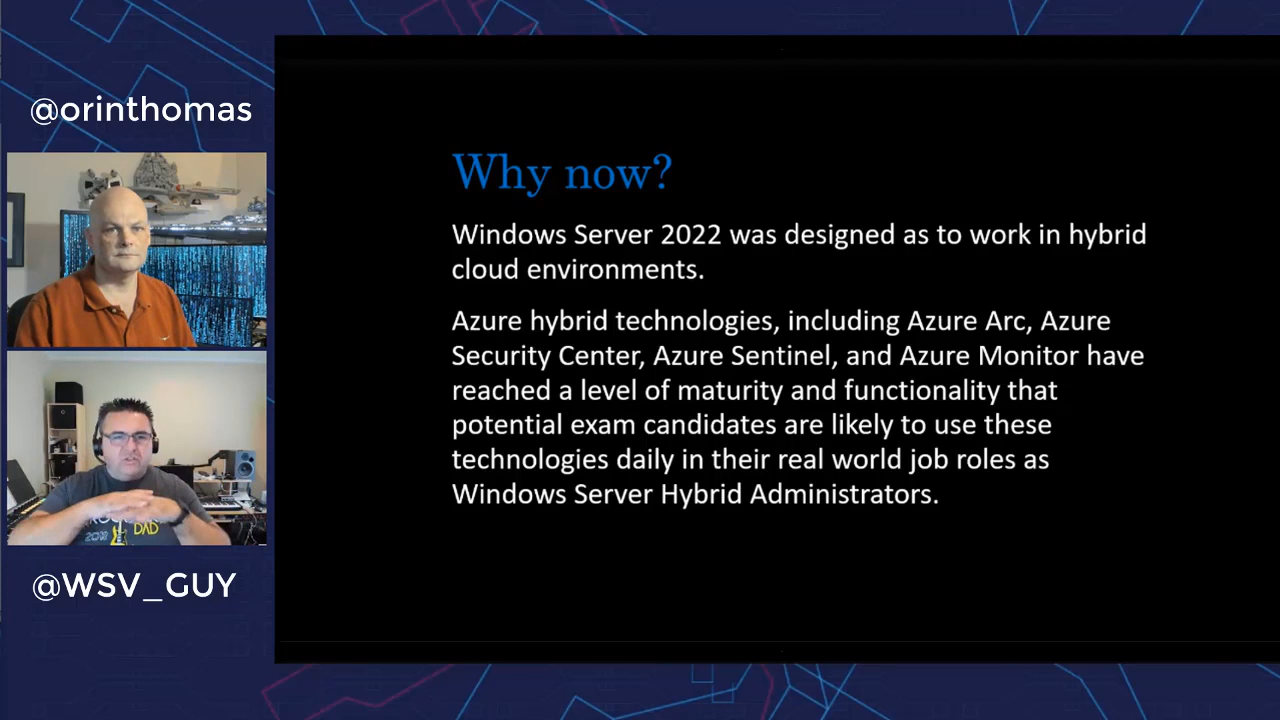 @orinthomas
@WSV_GUY
Why now?
Windows Server 2022 was designed as to work in hybrid
cloud environments.
Azure hybrid technologies, including Azure Arc, Azure
Security Center, Azure Sentinel, and Azure Monitor have
reached a level of maturity and functionality that
potential exam candidates are likely to use these
technologies daily in their real world job roles as
Windows Server Hybrid Administrators.
DAD